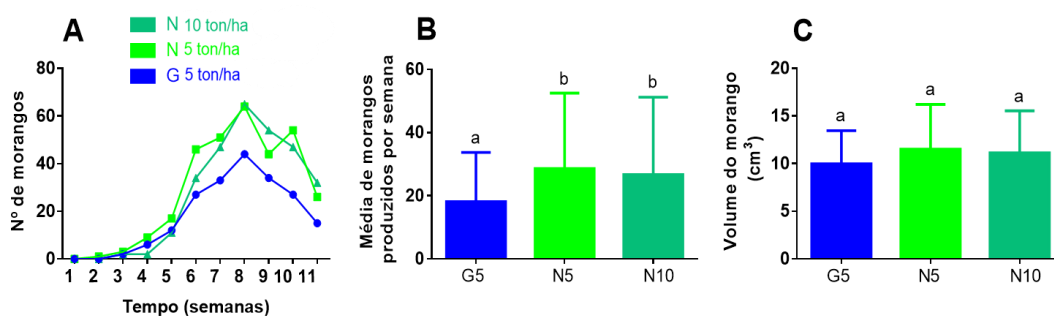 A
N 10 ton/ha
N 5 ton/ha
G 5 ton/ha
Nº de morangos
80
60
40
20
0
1 2 3 4 5 6 7 8 9 10 11
Tempo (semanas)
B
Média de morangos
produzidos por semana
60
40
20
0
a
b
b
G5 N5 N10
C
Volume do morango
(cm³)
20
15
10
5
0
a
a
a
G5 N5 N10